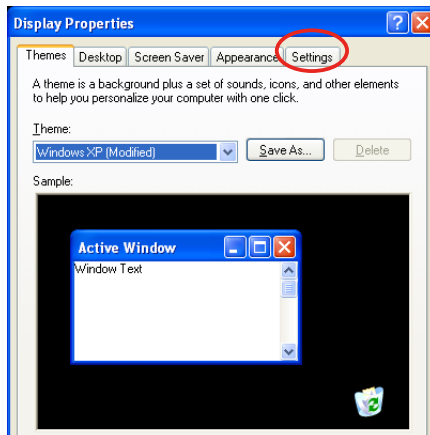 Display Properties
Themes Desktop Screen Saver Appearance Settings
A theme is a background plus a set of sounds, icons, and other elements
to help you personalize your computer with one click.
Theme:
Windows XP (Modified) Save As... Delete
Sample:
Active Window
Window Text